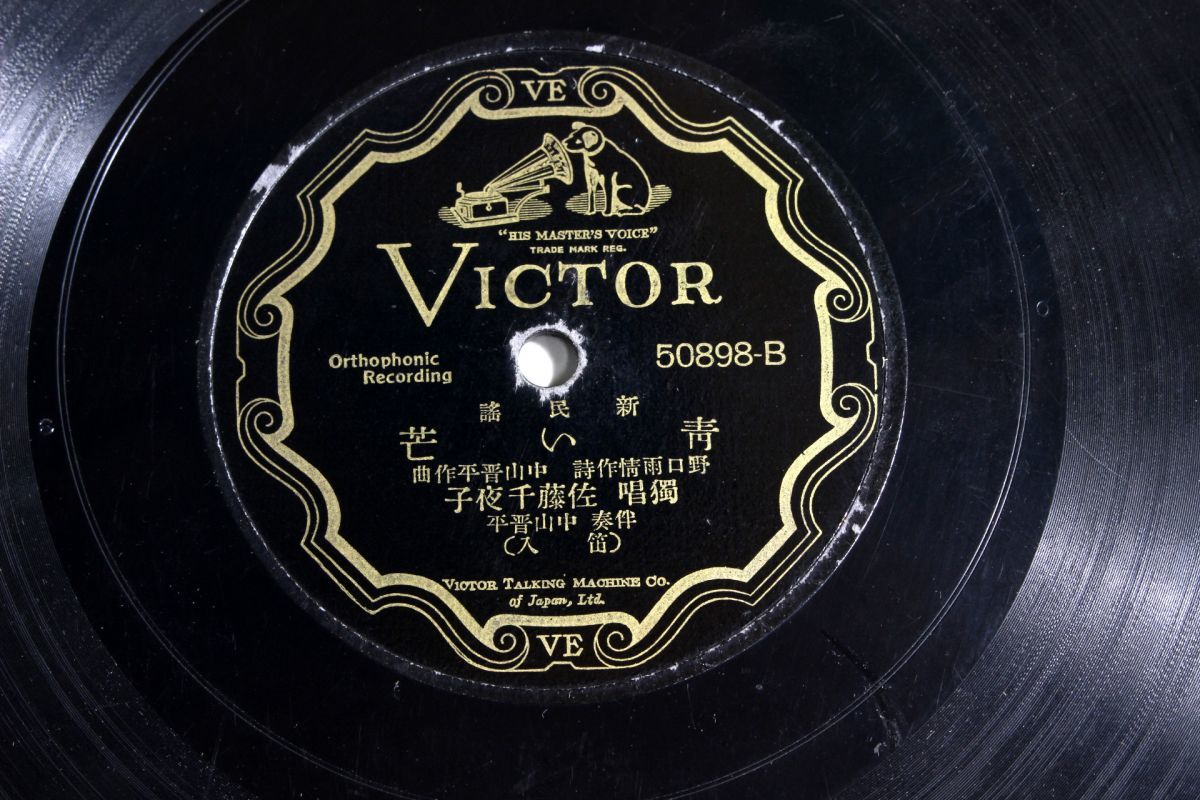 VE
"HIS MASTER'S VOICE"
TRADE MARK REG.
VICTOR
Orthophonic
Recording
50898-B
新民謠
靑い芒
野口雨情作詩 中山晋平作曲
獨唱 佐藤千夜子
伴奏 中山晋平
(笛入)
VICTOR TALKING MACHINE CO.
of Japan, Ltd.
VE